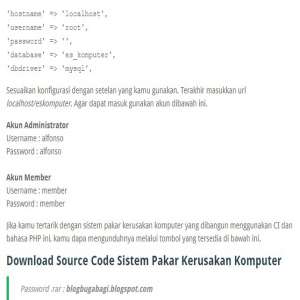 'hostname' => 'localhost',
'username' => 'root',
'password' => '',
'database' => 'es_komputer',
'dbdriver' => 'mysql',
Sesuaikan konfigurasi dengan setelan yang kamu gunakan. Terakhir masukkan url
localhost/eskomputer. Agar dapat masuk gunakan akun dibawah ini.
Akun Administrator
Username : alfonso
Password : alfonso
Akun Member
Username : member
Password : member
Jika kamu tertarik dengan sistem pakar kerusakan komputer yang dibangun menggunakan CI dan
bahasa PHP ini, kamu dapa mengunduhnya melalui tombol yang tersedia di bawah ini.
Download Source Code Sistem Pakar Kerusakan Komputer
Password .rar : blogbugabagi.blogspot.com